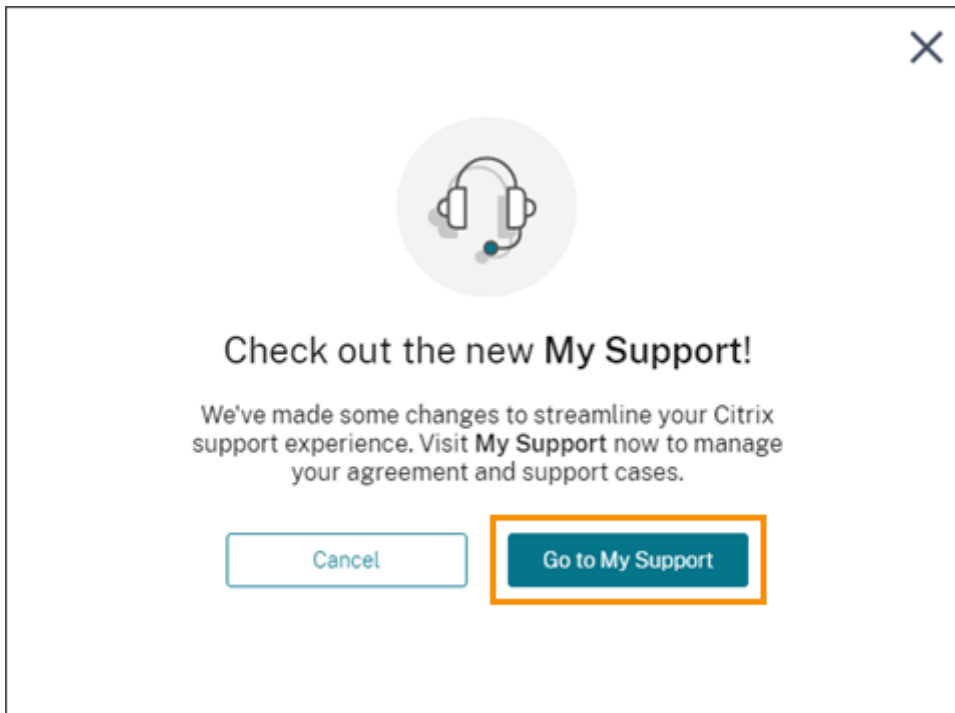 Check out the new My Support!
We've made some changes to streamline your Citrix
support experience. Visit My Support now to manage
your agreement and support cases.
Cancel
Go to My Support